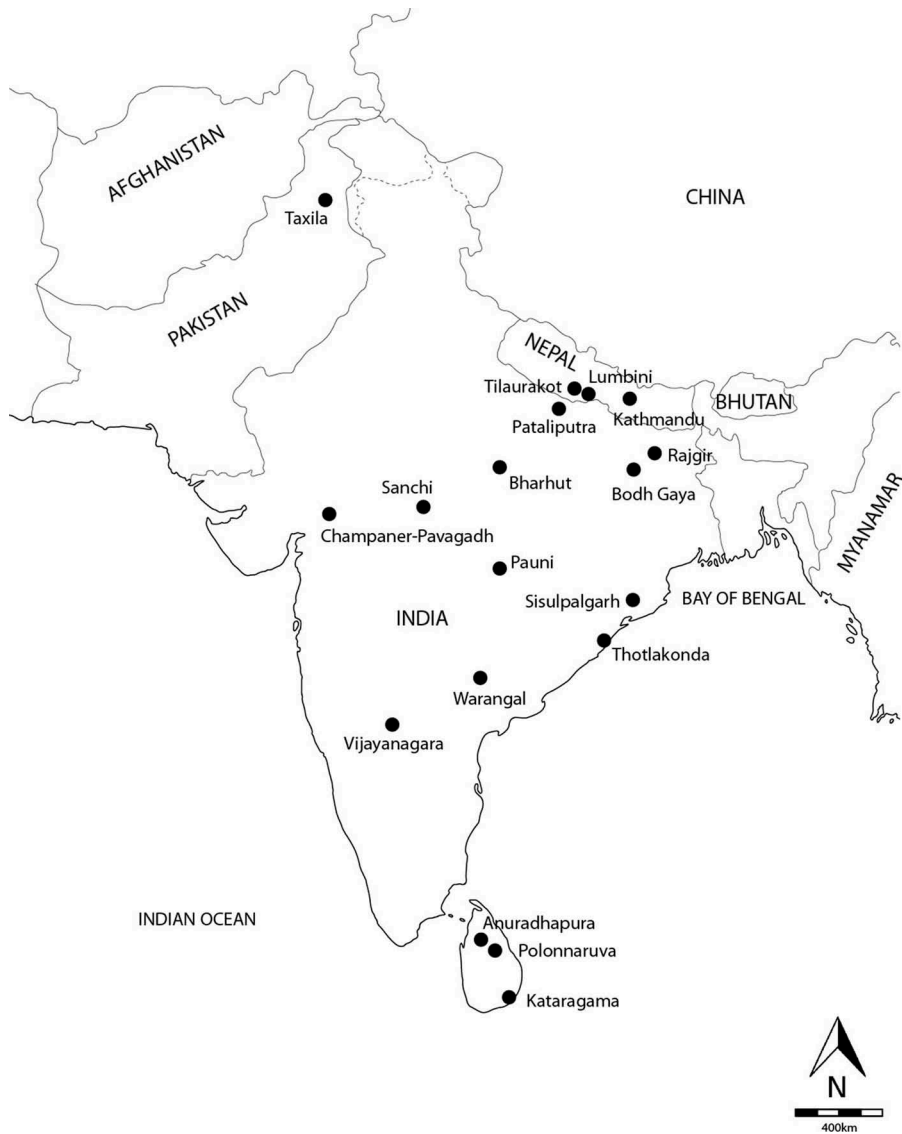 AFGHANISTAN
CHINA
Taxila
PAKISTAN
NEPAL
Tilaurakot
Lumbini
BHUTAN
Kathmandu
Pataliputra
Rajgir
Bharhut
Bodh Gaya
MYANAMAR
Sanchi
Champaner-Pavagadh
Pauni
Sisulpalgarh
BAY OF BENGAL
INDIA
Thotlakonda
Warangal
Vijayanagara
INDIAN OCEAN
Anuradhapura
Polonnaruva
Kataragama
N
400km